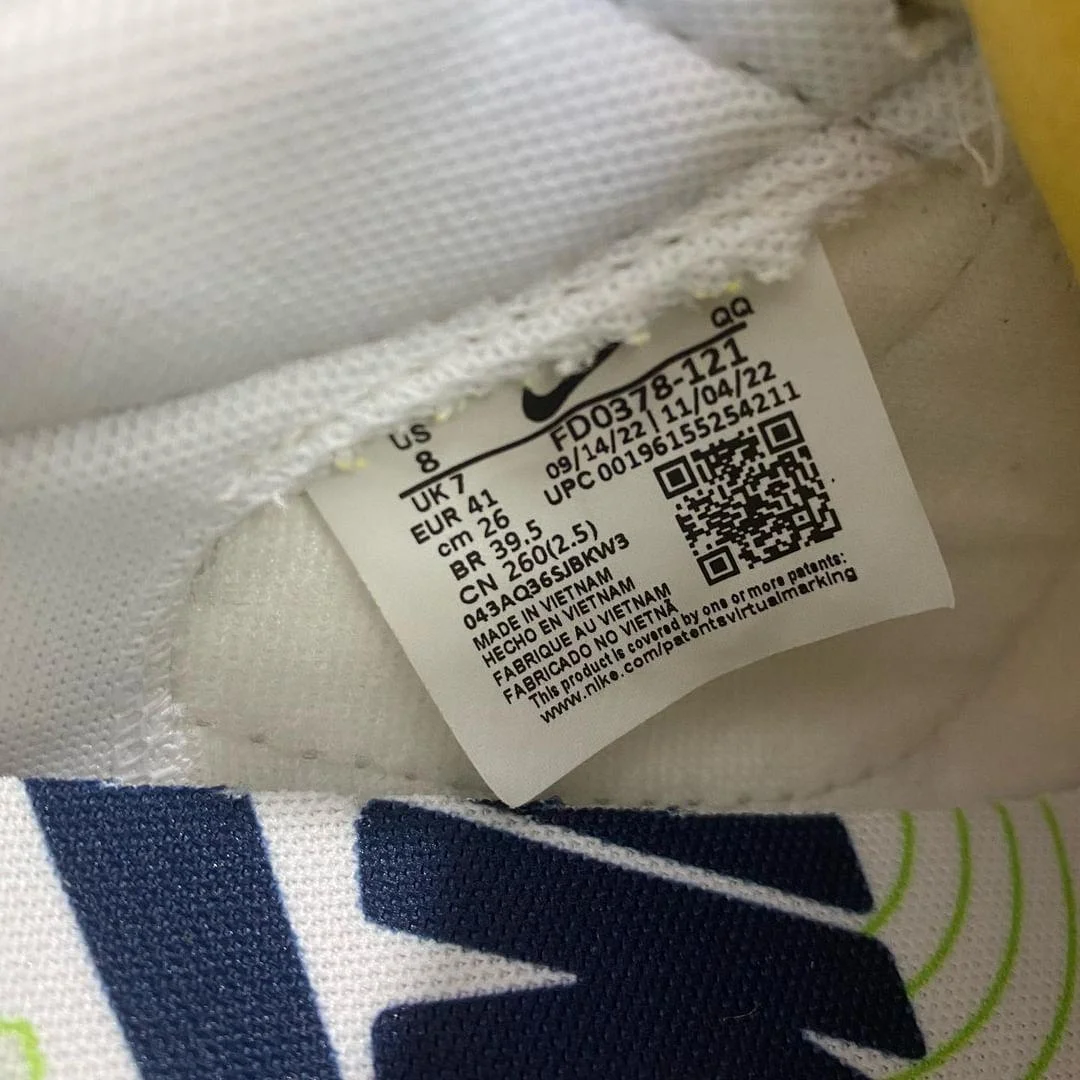 QQ
US
8
FD0378-121
09/14/22 | 11/04/22
UPC 00196155254211
UK 7
EUR 41
cm 26
BR 39.5
CN 260(2.5)
043AQ36SJBKW3
MADE IN VIETNAM
HECHO EN VIETNAM
FABRIQUE AU VIETNAM
FABRICADO NO VIETNÃ
This product is covered by one or more patents:
www.nike.com/patentsvirtualmarking